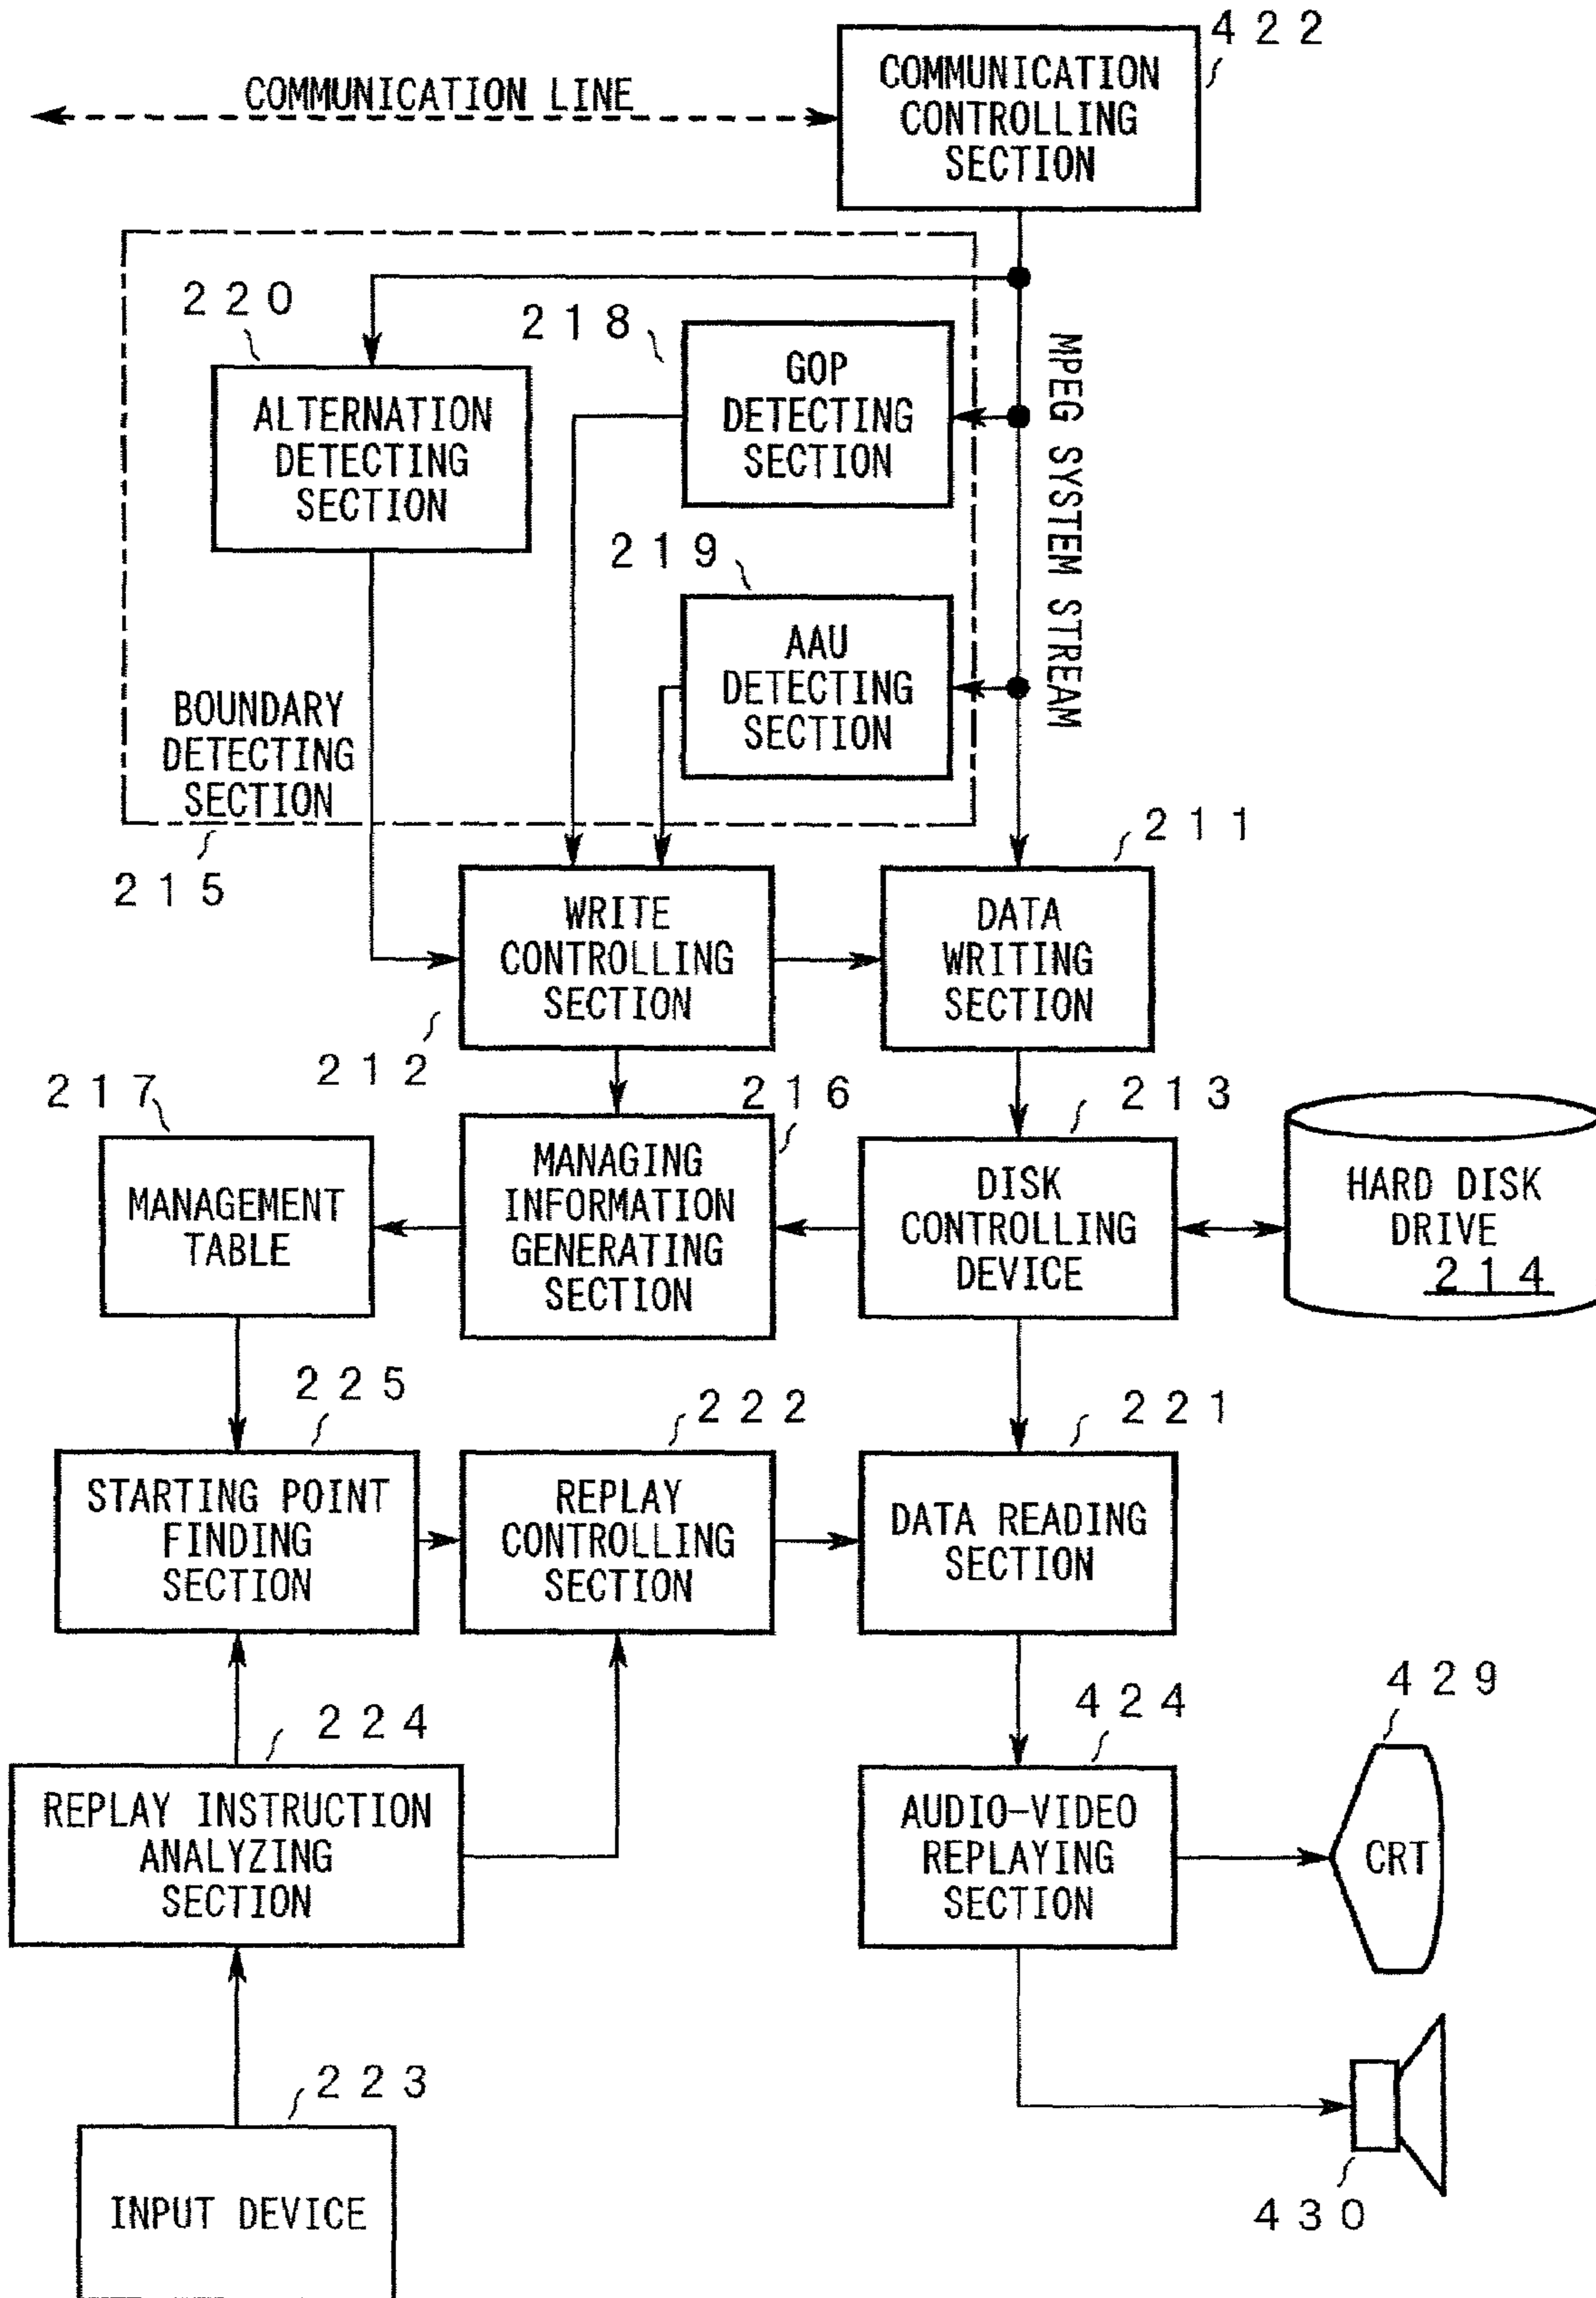 422
COMMUNICATION
CONTROLLING
SECTION
COMMUNICATION LINE
220
ALTERNATION
DETECTING
SECTION
218
GOP
DETECTING
SECTION
MPEG SYSTEM STREAM
219
AAU
DETECTING
SECTION
BOUNDARY
DETECTING
SECTION
215
211
WRITE
CONTROLLING
SECTION
212
DATA
WRITING
SECTION
217
MANAGEMENT
TABLE
216
MANAGING
INFORMATION
GENERATING
SECTION
213
DISK
CONTROLLING
DEVICE
HARD DISK
DRIVE
214
225
STARTING POINT
FINDING
SECTION
222
REPLAY
CONTROLLING
SECTION
221
DATA READING
SECTION
224
REPLAY INSTRUCTION
ANALYZING
SECTION
424
AUDIO-VIDEO
REPLAYING
SECTION
429
CRT
223
INPUT DEVICE
430